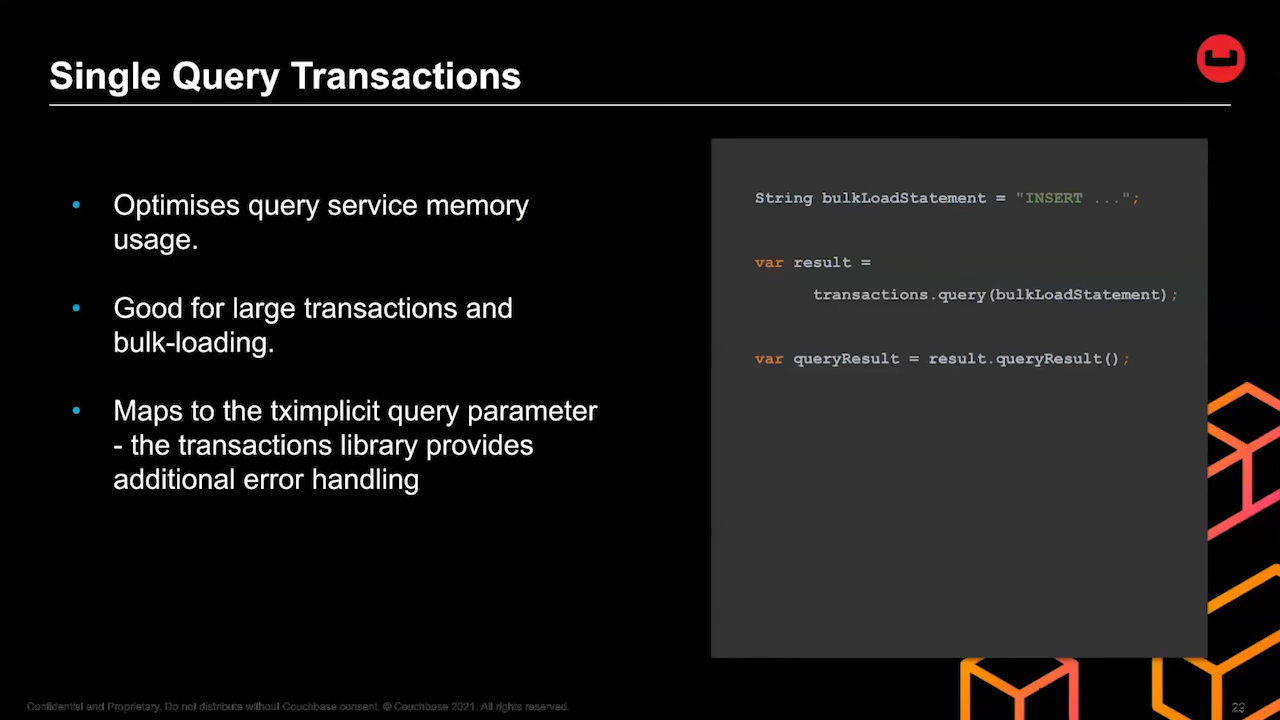 Single Query Transactions
• Optimises query service memory
usage.
• Good for large transactions and
bulk-loading.
• Maps to the tximplicit query parameter
- the transactions library provides
additional error handling
String bulkLoadStatement = "INSERT ...";
var result =
transactions.query(bulkLoadStatement);
var queryResult = result.queryResult();
Confidential and Proprietary. Do not distribute without Couchbase consent. © Couchbase 2021. All rights reserved.
23